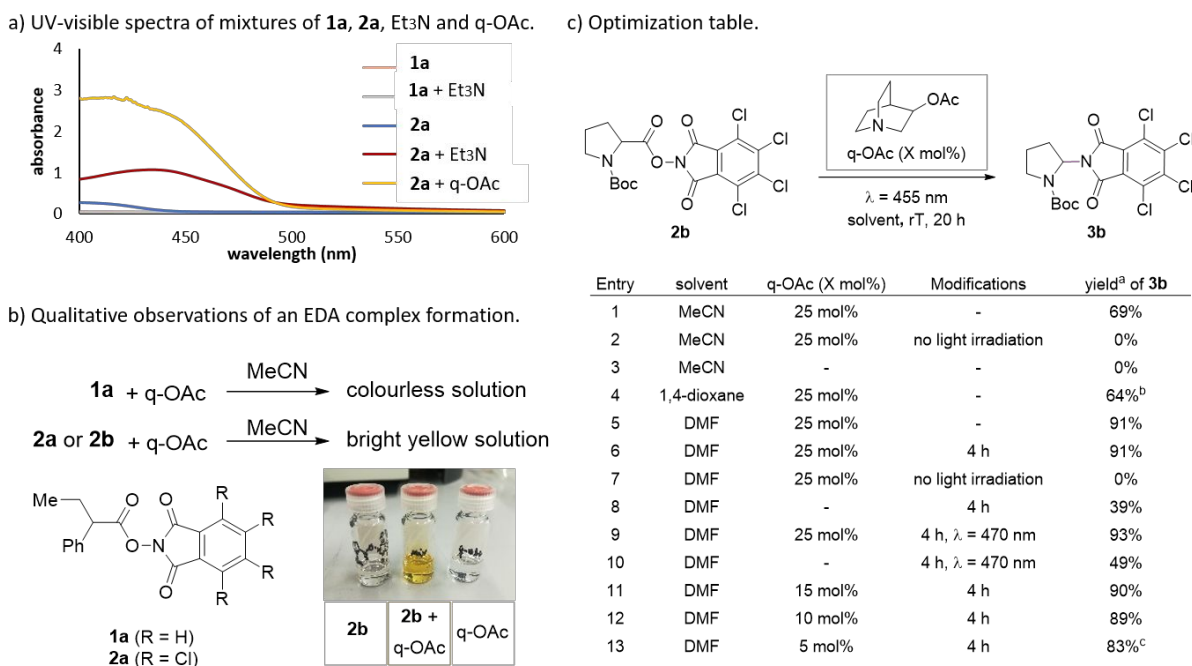 a) UV-visible spectra of mixtures of 1a, 2a, Et3N and q-OAc.
4
3
2
1
0
absorbance
400
450
500
550
600
wavelength (nm)
1a
1a + Et3N
2a
2a + Et3N
2a + q-OAc
b) Qualitative observations of an EDA complex formation.
1a + q-OAc
MeCN
colourless solution
2a or 2b + q-OAc
MeCN
bright yellow solution
Me
O
R
O
R
Ph
O
N
R
O
R
1a (R = H)
2a (R = Cl)
2b
2b + q-OAc
q-OAc
c) Optimization table.
O
O
Cl
Cl
N
O
N
Boc
O
Cl
Cl
2b
OAc
N
q-OAc (X mol%)
λ = 455 nm
solvent, rT, 20 h
O
Cl
Cl
N
N
Boc
O
Cl
Cl
3b
Entry solvent q-OAc (X mol%) Modifications yieldᵃ of 3b
1 MeCN 25 mol% - 69%
2 MeCN 25 mol% no light irradiation 0%
3 MeCN - - 0%
4 1,4-dioxane 25 mol% - 64%ᵇ
5 DMF 25 mol% - 91%
6 DMF 25 mol% 4 h 91%
7 DMF 25 mol% no light irradiation 0%
8 DMF - 4 h 39%
9 DMF 25 mol% 4 h, λ = 470 nm 93%
10 DMF - 4 h, λ = 470 nm 49%
11 DMF 15 mol% 4 h 90%
12 DMF 10 mol% 4 h 89%
13 DMF 5 mol% 4 h 83%ᶜ